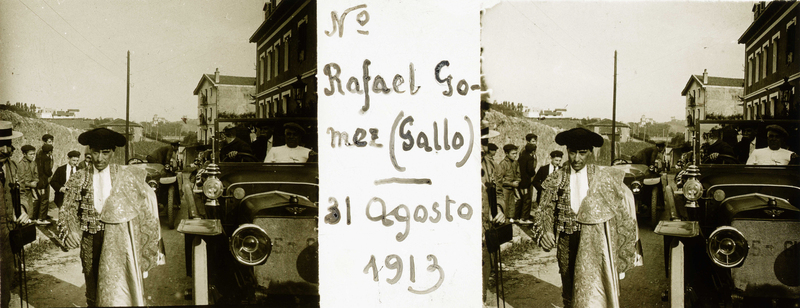 Nº
Rafael Go-
mez (Gallo)
31 Agosto
1913